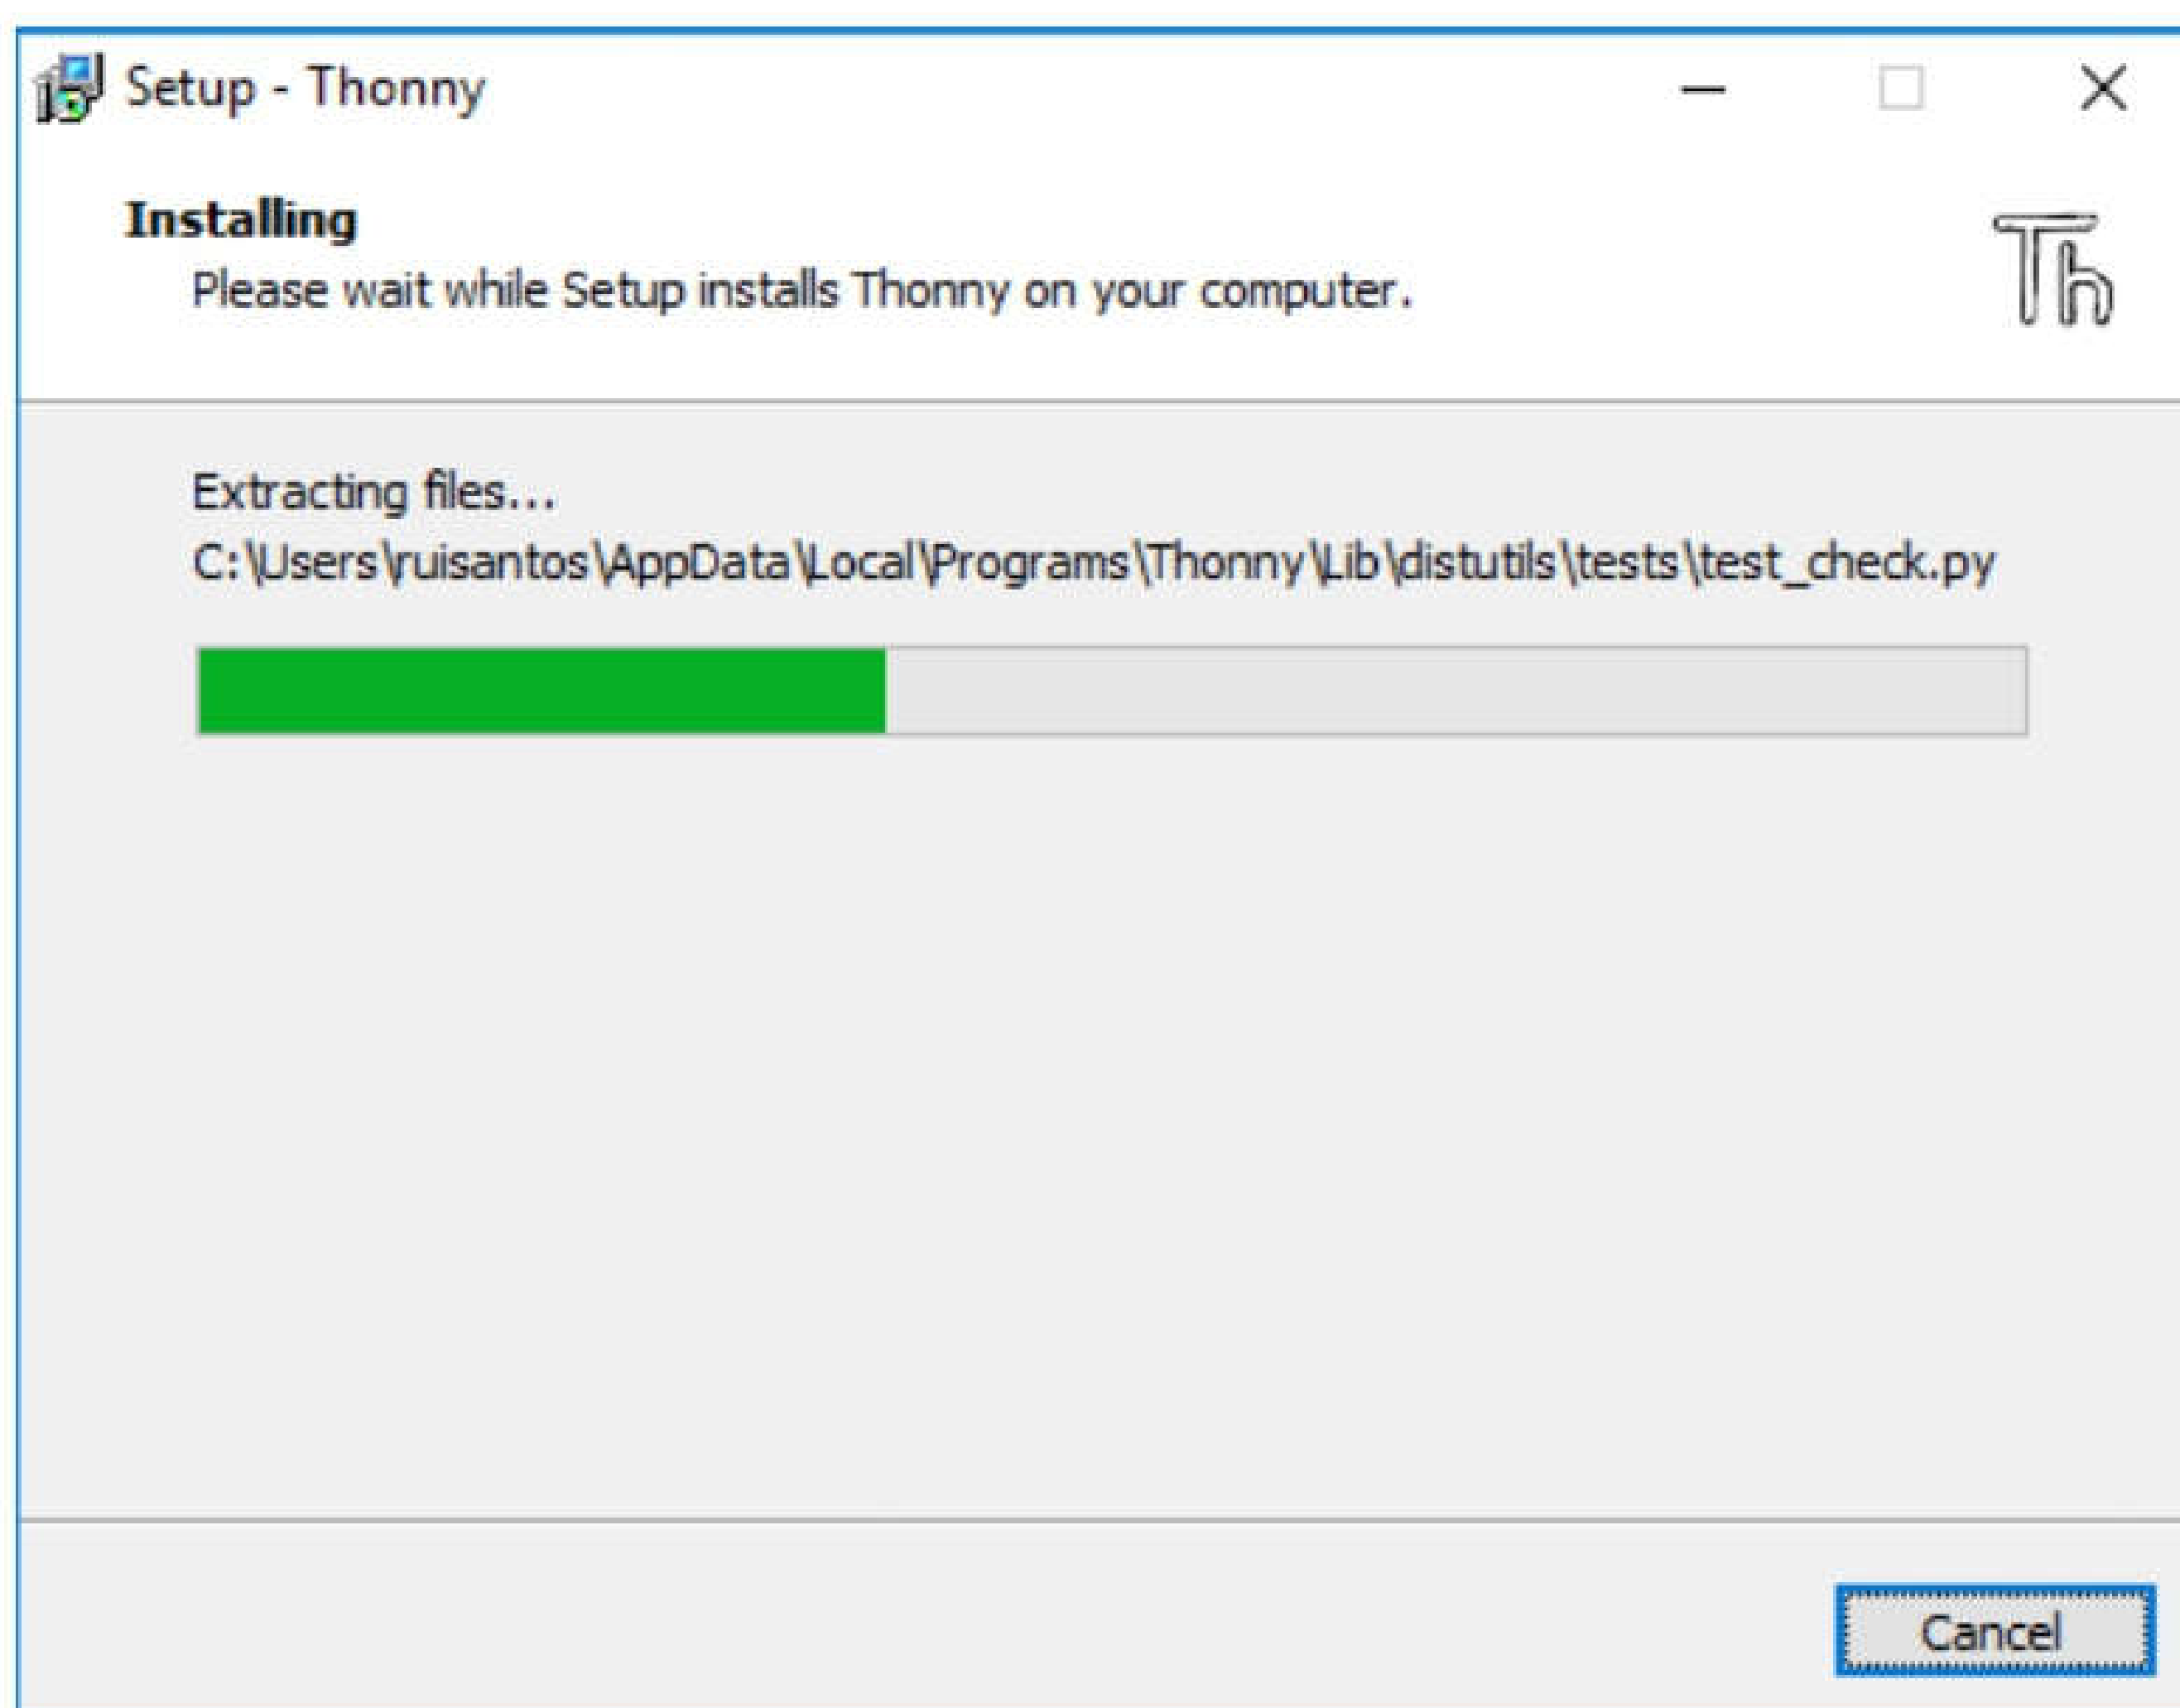 Setup - Thonny
Installing
Please wait while Setup installs Thonny on your computer.
Th
Extracting files...
C:\Users\ruisantos\AppData\Local\Programs\Thonny\Lib\distutils\tests\test_check.py
Cancel